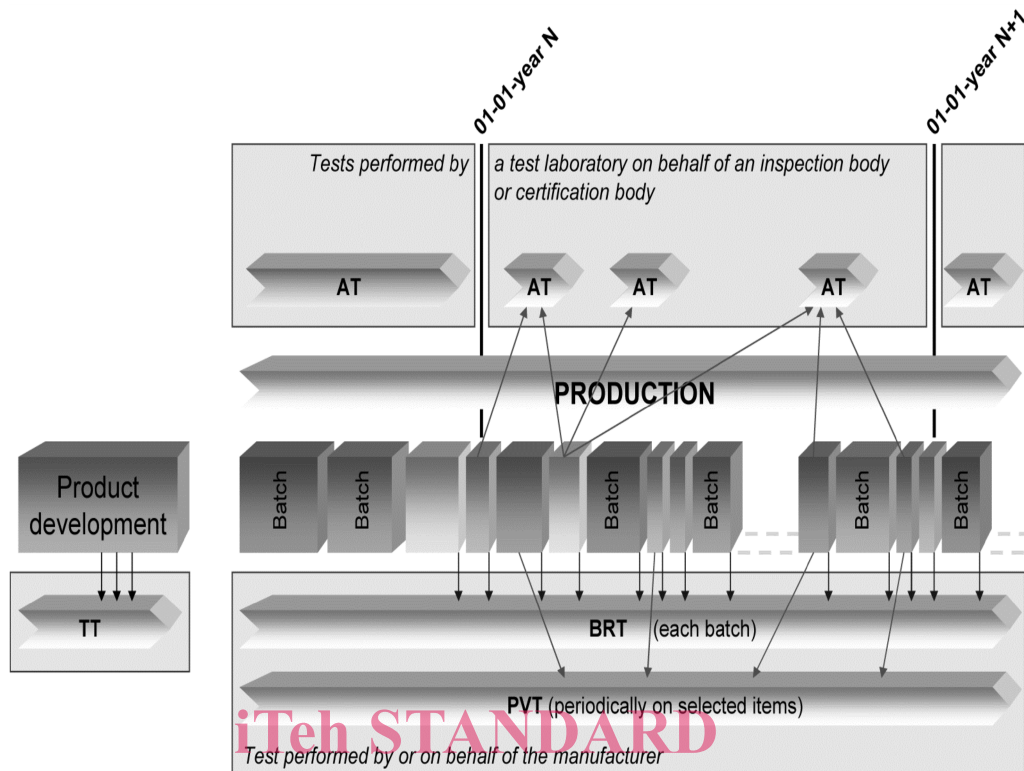 01-01-year N
01-01-year N+1
Tests performed by
a test laboratory on behalf of an inspection body
or certification body
AT
AT
AT
AT
AT
PRODUCTION
Product
development
Batch
Batch
Batch
Batch
Batch
Batch
TT
BRT (each batch)
PVT (periodically on selected items)
iTeh STANDARD
Test performed by or on behalf of the manufacturer